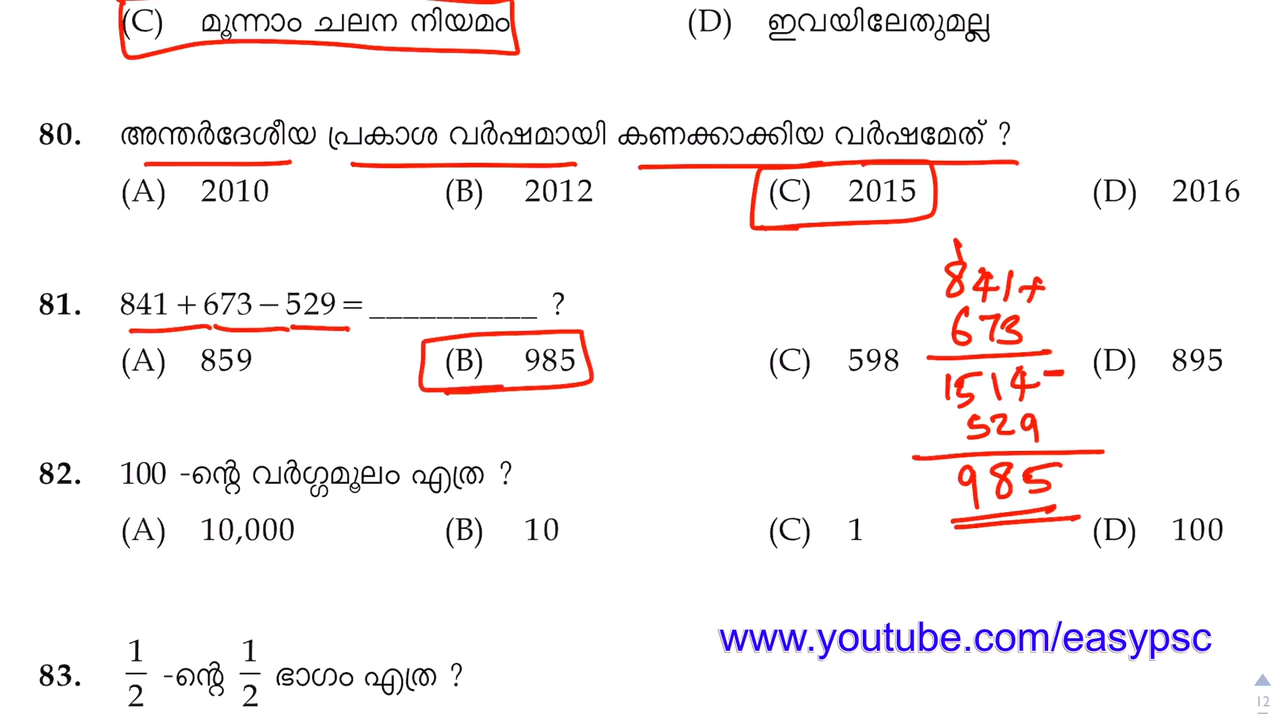 (C) മൂന്നാം ചലന നിയമം (D) ഇവയിലേതുമല്ല
80. അന്തർദേശീയ പ്രകാശ വർഷമായി കണക്കാക്കിയ വർഷമേത് ?
(A) 2010 (B) 2012 (C) 2015 (D) 2016
81. 841 + 673 – 529 = __________ ?
(A) 859 (B) 985 (C) 598 (D) 895
1
841+
673
1514-
529
985
82. 100 -ന്റെ വർഗ്ഗമൂലം എത്ര ?
(A) 10,000 (B) 10 (C) 1 (D) 100
www.youtube.com/easypsc
83. 1/2 -ന്റെ 1/2 ഭാഗം എത്ര ?
12